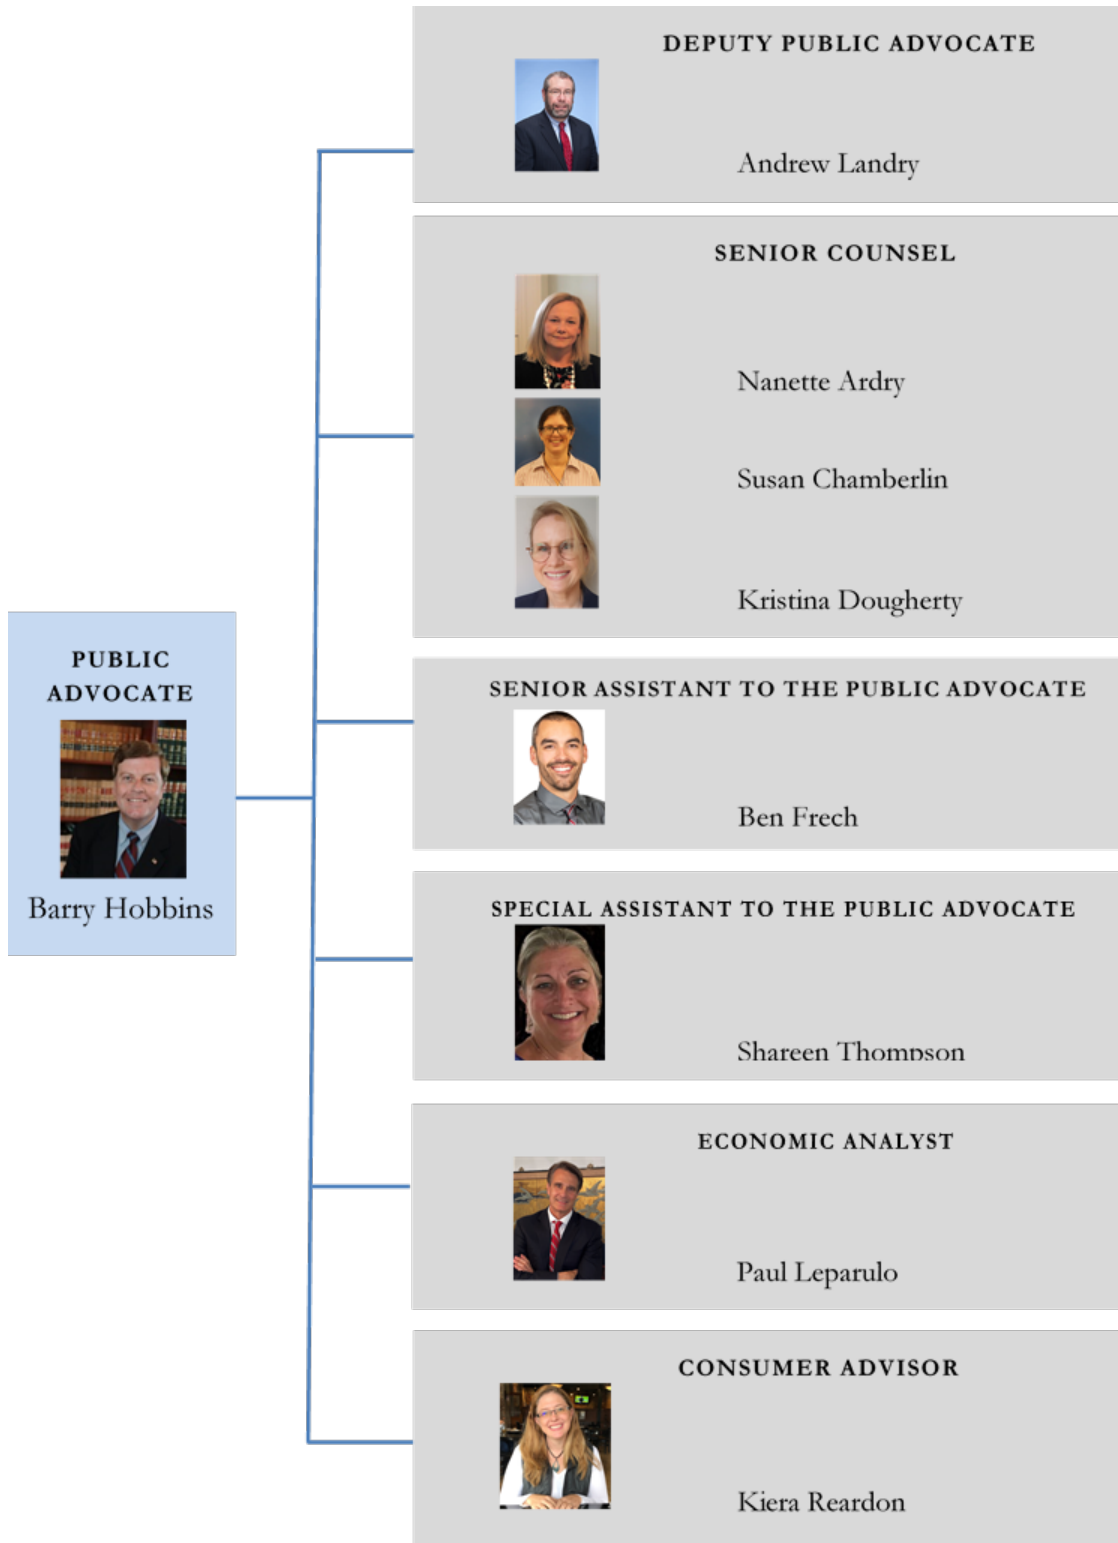 DEPUTY PUBLIC ADVOCATE
Andrew Landry
SENIOR COUNSEL
Nanette Ardry
Susan Chamberlin
Kristina Dougherty
PUBLIC
ADVOCATE
Barry Hobbins
SENIOR ASSISTANT TO THE PUBLIC ADVOCATE
Ben Frech
SPECIAL ASSISTANT TO THE PUBLIC ADVOCATE
Shareen Thompson
ECONOMIC ANALYST
Paul Leparulo
CONSUMER ADVISOR
Kiera Reardon